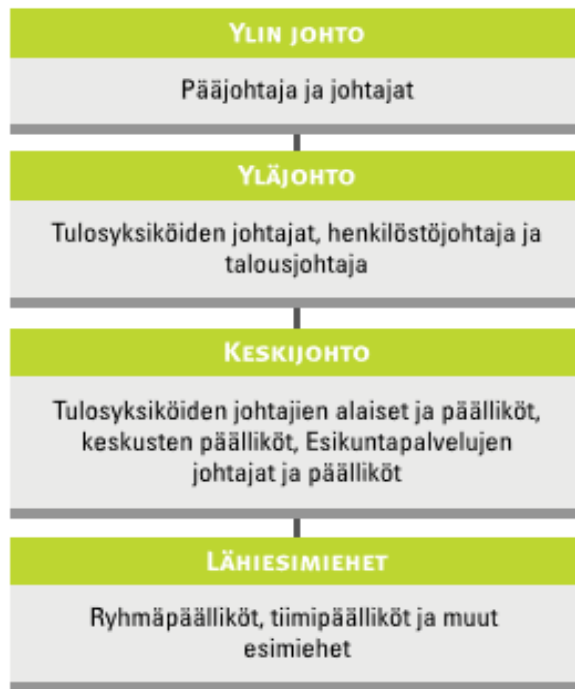 YLIN JOHTO
Pääjohtaja ja johtajat
YLÄJOHTO
Tulosyksiköiden johtajat, henkilöstöjohtaja ja
talousjohtaja
KESKIJOHTO
Tulosyksiköiden johtajien alaiset ja päälliköt,
keskusten päälliköt, Esikuntapalvelujen
johtajat ja päälliköt
LÄHIESIMIEHET
Ryhmäpäälliköt, tiimipäälliköt ja muut
esimiehet